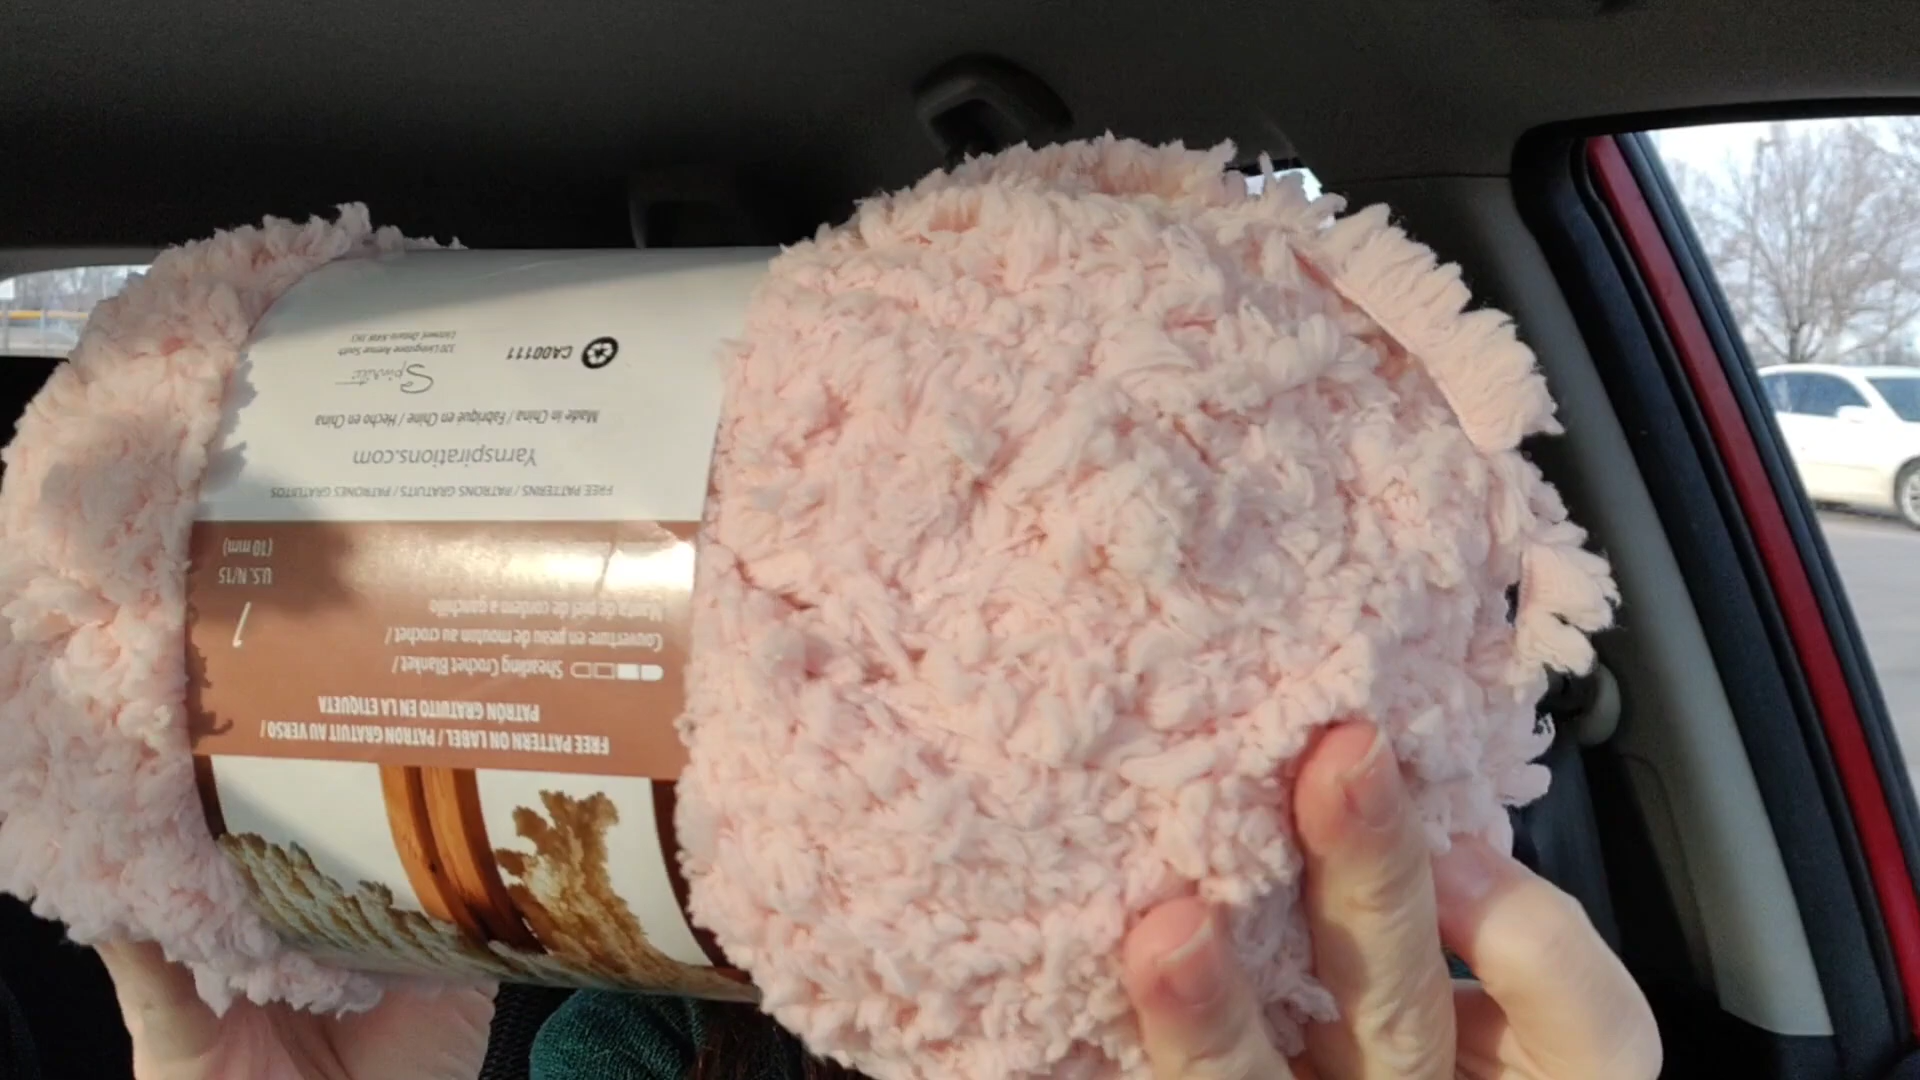 FREE PATTERN ON LABEL / PATRON GRATUIT AU VERSO /
PATRÓN GRATUITO EN LA ETIQUETA
Shearling Crochet Blanket /
Couverture en peau de mouton au crochet /
Manta de piel de cordero a ganchillo
U.S. N/15
(10 mm)
FREE PATTERNS / PATRONS GRATUITS / PATRONES GRATUITOS
Yarnspirations.com
Made in China / Fabriqué en Chine / Hecho en China
Spinrite
320 Livingstone Avenue South
Listowel, Ontario N4W 3H3
CA00111